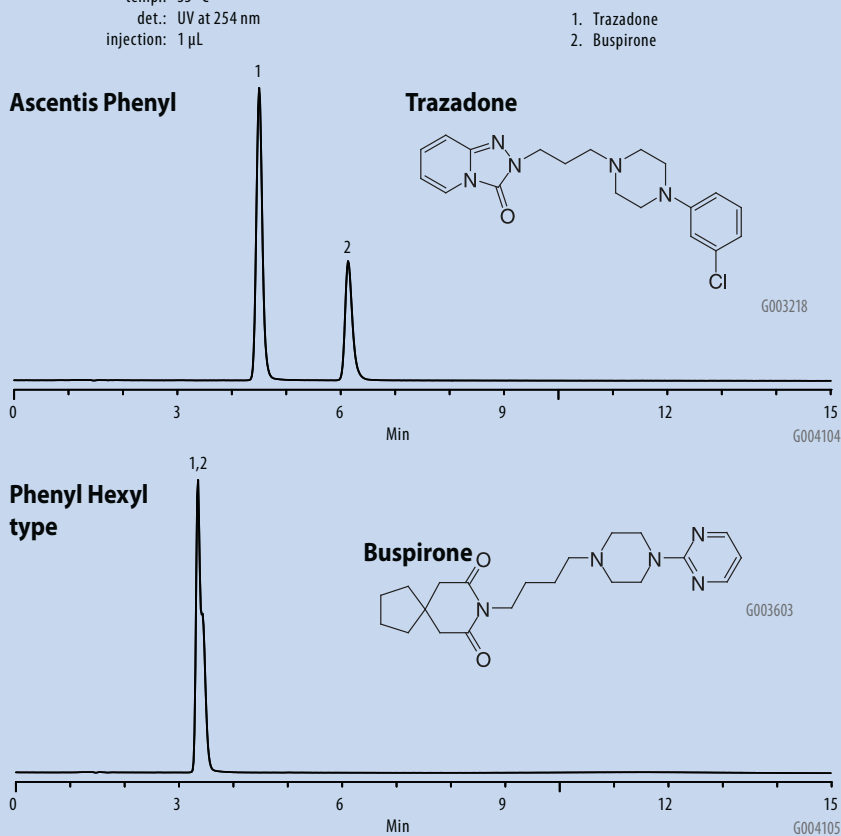 temp.: 35 °C
det.: UV at 254 nm
injection: 1 µL
1. Trazadone
2. Buspirone
Ascentis Phenyl
1
2
Trazadone
N
N
N
O
N
N
Cl
G003218
0 3 6 9 12 15
Min
G004104
Phenyl Hexyl
type
1,2
Buspirone
O
N
O
N
N
N
N
G003603
0 3 6 9 12 15
Min
G004105